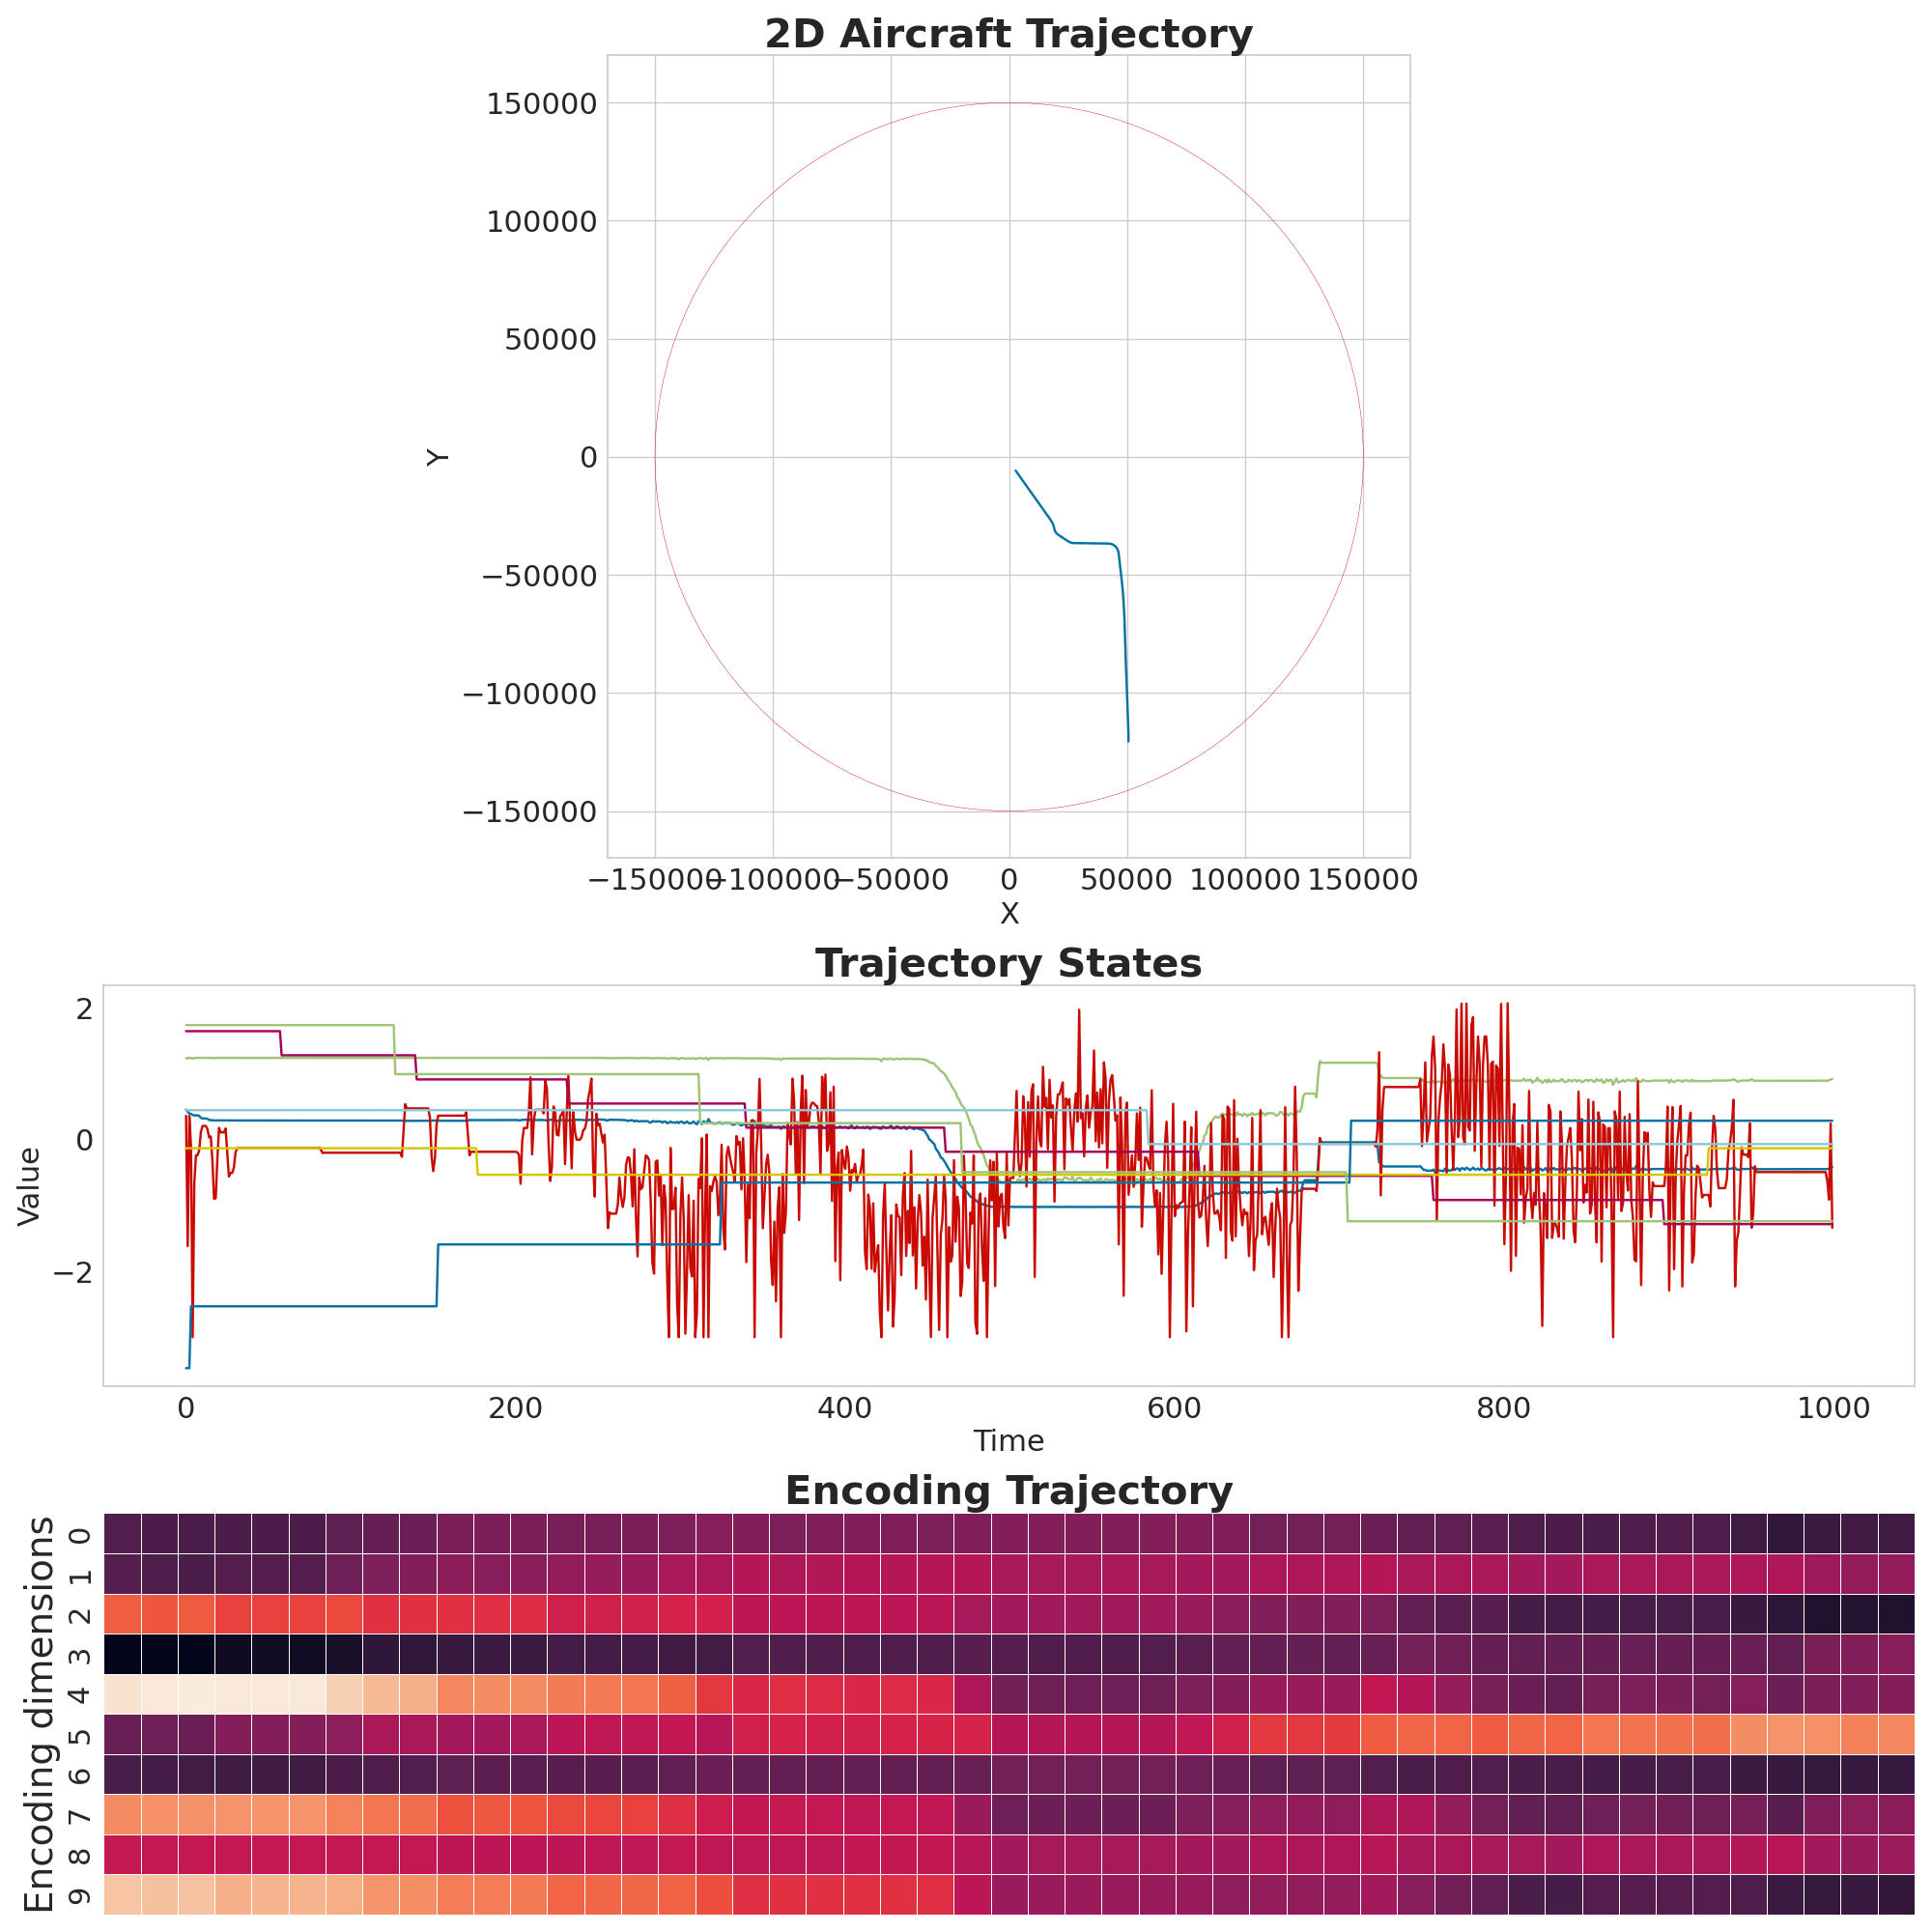 2D Aircraft Trajectory
150000
100000
50000
0
−50000
−100000
−150000
Y
−150000 −100000 −50000 0 50000 100000 150000
X
Trajectory States
2
0
−2
Value
0 200 400 600 800 1000
Time
Encoding Trajectory
Encoding dimensions
0
1
2
3
4
5
6
7
8
9